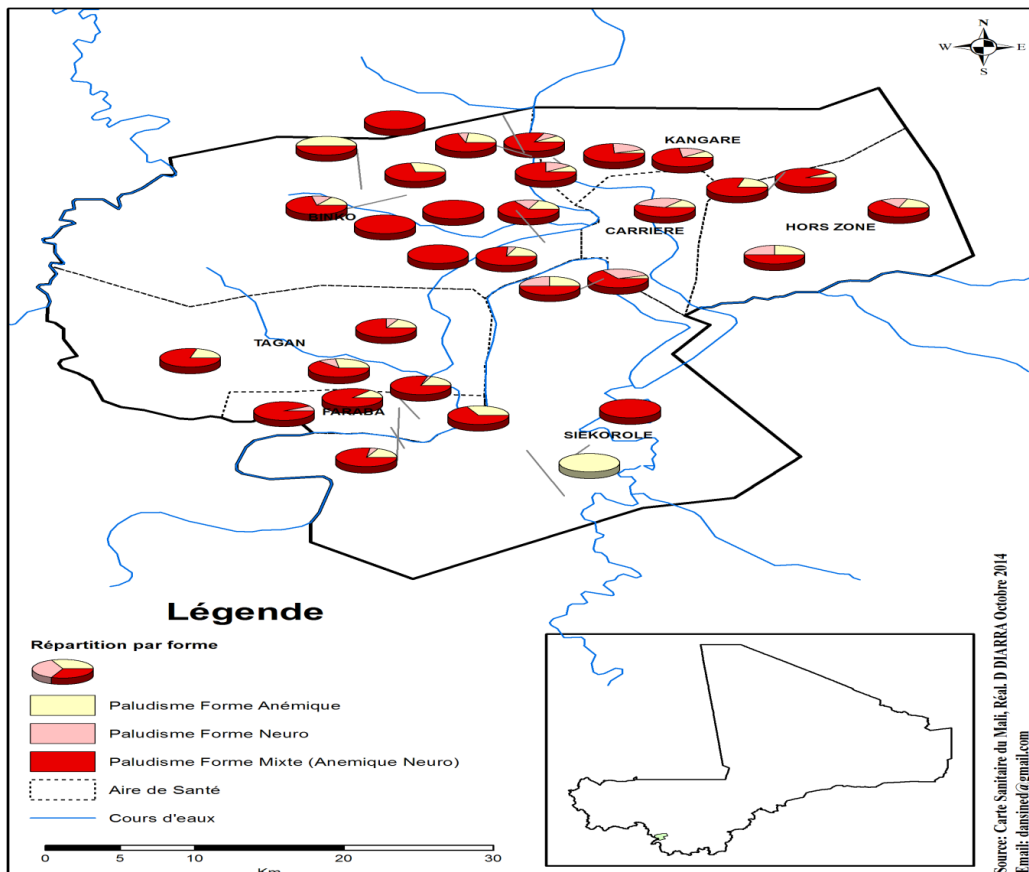 N
W E
S
KANGARE
BINKO
CARRIERE
HORS ZONE
TAGAN
FARABA
SIEKOROLE
Légende
Répartition par forme
Paludisme Forme Anémique
Paludisme Forme Neuro
Paludisme Forme Mixte (Anemique Neuro)
Aire de Santé
Cours d'eaux
0 5 10 20 30
Km
Source: Carte Sanitaire du Mali, Réal. D DIARRA Octobre 2014
Email: dansined@gmail.com